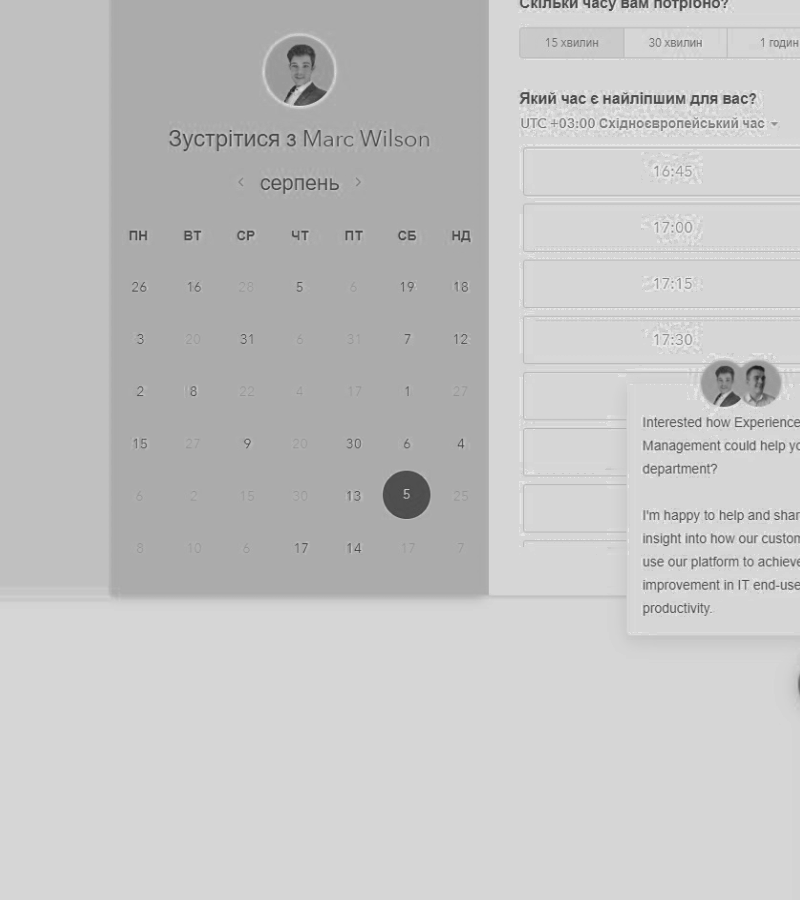 Скільки часу вам потрібно?
15 хвилин 30 хвилин 1 годин
Який час є найліпшим для вас?
UTC +03:00 Східноєвропейський час
16:45
17:00
17:15
17:30
Зустрітися з Marc Wilson
серпень
ПН ВТ СР ЧТ ПТ СБ НД
26 16 28 5 6 19 18
3 20 31 6 31 7 12
2 8 22 4 17 1 27
15 27 9 20 30 6 4
6 2 15 30 13 5 25
8 10 6 17 14 17 7
Interested how Experience
Management could help yo
department?
I'm happy to help and shar
insight into how our custom
use our platform to achieve
improvement in IT end-use
productivity.